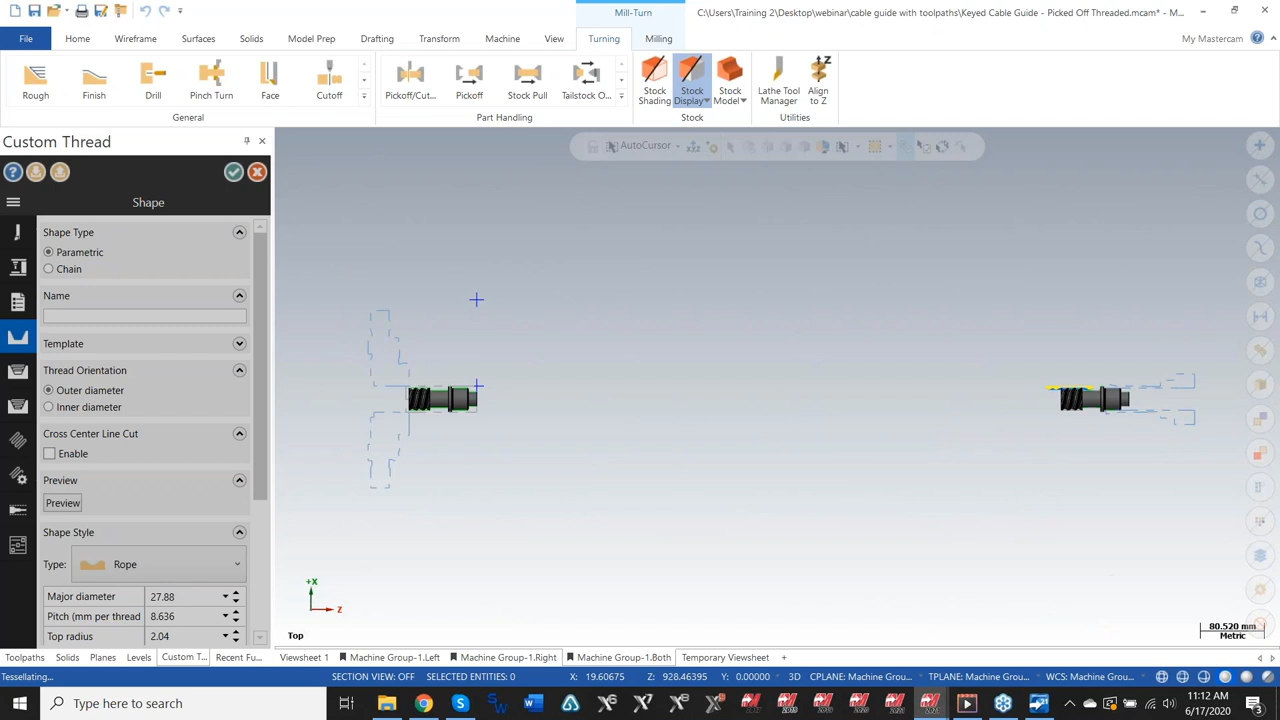 Mill-Turn
C:\Users\Training 2\Desktop\webinar\cable guide with toolpaths\Keyed Cable Guide - Picked Off Threaded.mcam* - M...
File Home Wireframe Surfaces Solids Model Prep Drafting Transform Machine View Turning Milling My Mastercam
Rough Finish Drill Pinch Turn Face Cutoff Pickoff/Cut... Pickoff Stock Pull Tailstock O... Stock Shading Stock Display Stock Model Lathe Tool Manager Align to Z
General Part Handling Stock Utilities
Custom Thread
AutoCursor
Shape
Shape Type
Parametric
Chain
Name
Template
Thread Orientation
Outer diameter
Inner diameter
Cross Center Line Cut
Enable
Preview
Preview
Shape Style
Type: Rope
Major diameter 27.88
Pitch (mm per thread 8.636
Top radius 2.04
+X
Z
Top
80.520 mm
Metric
Toolpaths Solids Planes Levels Custom T... Recent Fu... Viewsheet 1 Machine Group-1.Left Machine Group-1.Right Machine Group-1.Both Temporary Viewsheet +
Tessellating. SECTION VIEW: OFF SELECTED ENTITIES: 0 X: 19.60675 Z: 928.46395 Y: 0.00000 3D CPLANE: Machine Grou... TPLANE: Machine Grou... WCS: Machine Grou...
Type here to search
11:12 AM
6/17/2020
3